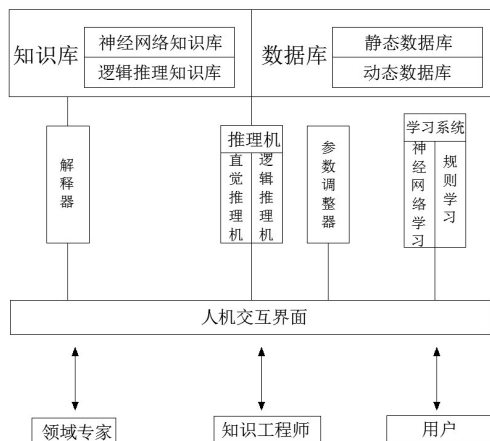 知识库
神经网络知识库
逻辑推理知识库
数据库
静态数据库
动态数据库
解释器
推理机
直觉推理机
逻辑推理机
参数调整器
学习系统
神经网络学习
规则学习
人机交互界面
领域专家
知识工程师
用户